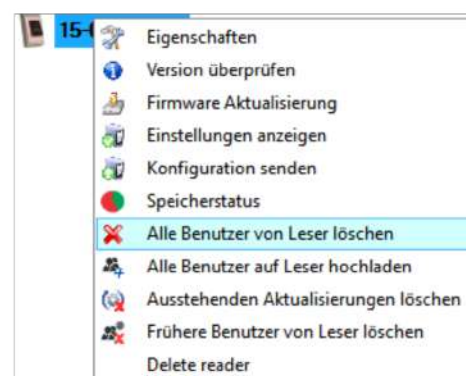 Eigenschaften
Version überprüfen
Firmware Aktualisierung
Einstellungen anzeigen
Konfiguration senden
Speicherstatus
Alle Benutzer von Leser löschen
Alle Benutzer auf Leser hochladen
Ausstehenden Aktualisierungen löschen
Frühere Benutzer von Leser löschen
Delete reader